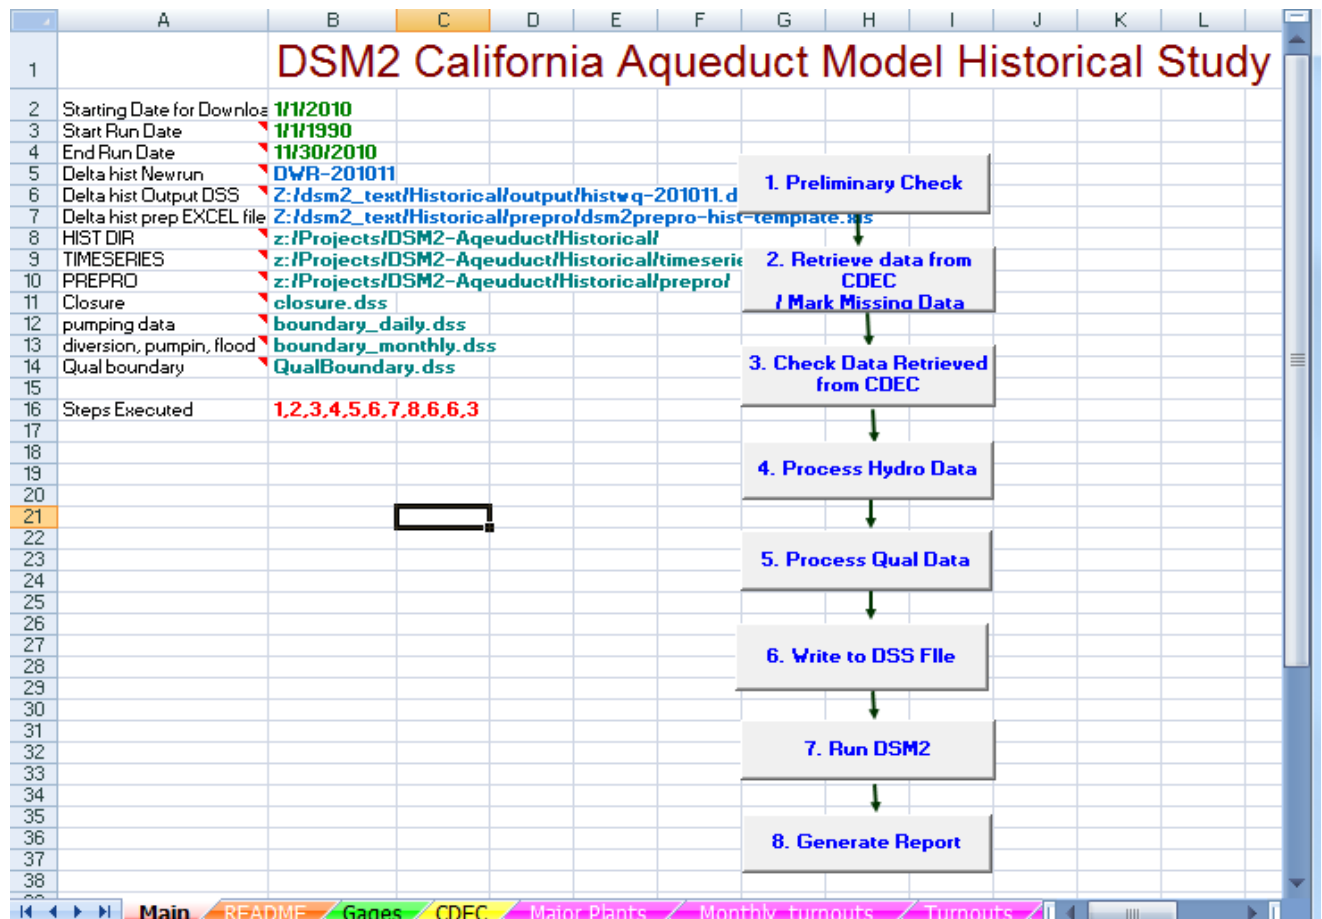 A B C D E F G H I J K L
1 DSM2 California Aqueduct Model Historical Study
2 Starting Date for Downloa 1/1/2010
3 Start Run Date 1/1/1990
4 End Run Date 11/30/2010
5 Delta hist Newrun DWR-201011
6 Delta hist Output DSS Z:/dsm2_text/Historical/output/histwq-201011.d
7 Delta hist prep EXCEL file Z:/dsm2_text/Historical/prepro/dsm2prepro-hist-template.xls
8 HIST DIR z:/Projects/DSM2-Aqeuduct/Historical/
9 TIMESERIES z:/Projects/DSM2-Aqeuduct/Historical/timeserie
10 PREPRO z:/Projects/DSM2-Aqeuduct/Historical/prepro/
11 Closure closure.dss
12 pumping data boundary_daily.dss
13 diversion, pumpin, flood boundary_monthly.dss
14 Qual boundary QualBoundary.dss
15
16 Steps Executed 1,2,3,4,5,6,7,8,6,6,3
17
18
19
20
21
22
23
24
25
26
27
28
29
30
31
32
33
34
35
36
37
38
1. Preliminary Check
2. Retrieve data from
CDEC
/ Mark Missing Data
3. Check Data Retrieved
from CDEC
4. Process Hydro Data
5. Process Qual Data
6. Write to DSS FIle
7. Run DSM2
8. Generate Report
Main README Gages CDEC Major Plants Monthly_turnouts Turnouts